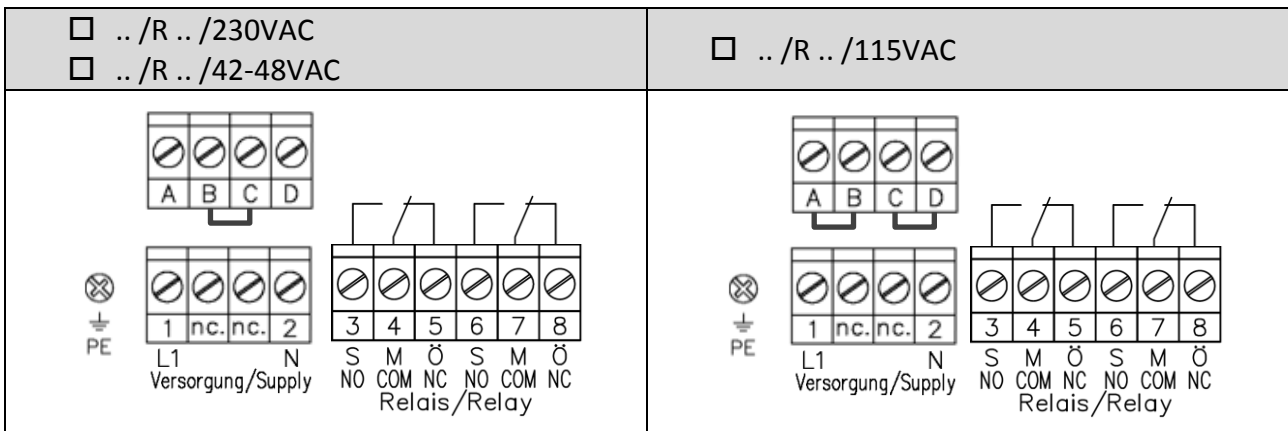 ☐ .. /R .. /230VAC
☐ .. /R .. /42-48VAC
☐ .. /R .. /115VAC
A B C D
1 nc. nc. 2
PE
L1 N
Versorgung/Supply
3 4 5 6 7 8
S M Ö S M Ö
NO COM NC NO COM NC
Relais/Relay
A B C D
1 nc. nc. 2
PE
L1 N
Versorgung/Supply
3 4 5 6 7 8
S M Ö S M Ö
NO COM NC NO COM NC
Relais/Relay